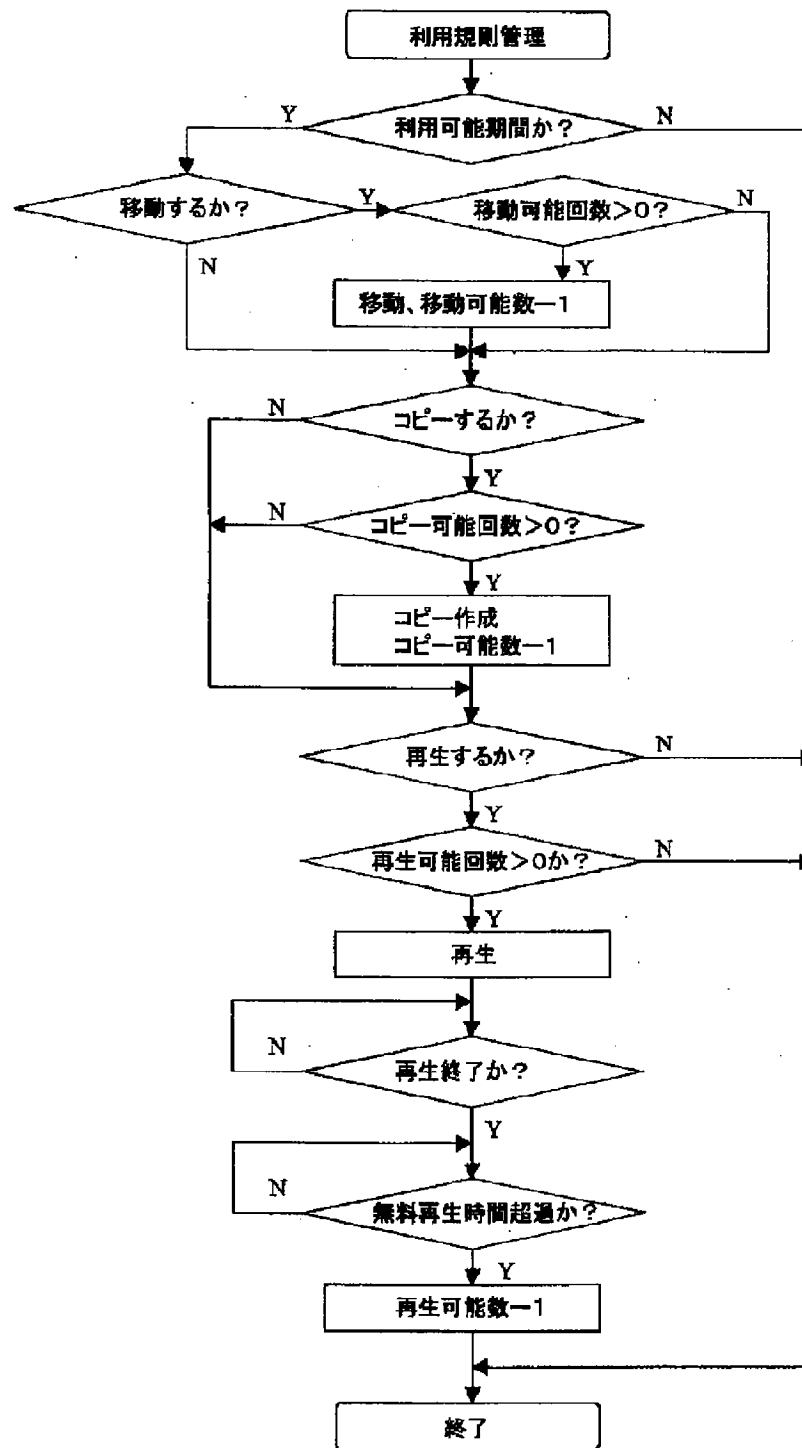 利用規則管理
Y
利用可能期間か?
N
移動するか?
Y
移動可能回数>0?
N
N
Y
移動、移動可能数ー1
N
コピーするか?
Y
N
コピー可能回数>0?
Y
コピー作成
コピー可能数ー1
再生するか?
N
Y
再生可能回数>0か?
N
Y
再生
N
再生終了か?
Y
N
無料再生時間超過か?
Y
再生可能数ー1
終了